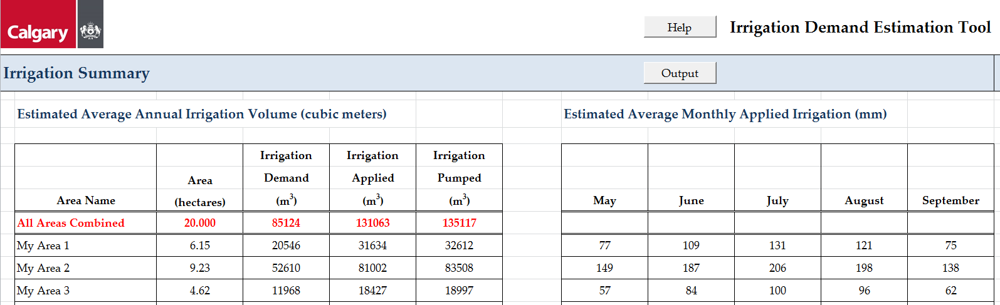 Calgary
Help
Irrigation Demand Estimation Tool
Irrigation Summary
Output
Estimated Average Annual Irrigation Volume (cubic meters)
Estimated Average Monthly Applied Irrigation (mm)
Area Name
Area (hectares)
Irrigation Demand (m³)
Irrigation Applied (m³)
Irrigation Pumped (m³)
May June July August September
All Areas Combined 20.000 85124 131063 135117
My Area 1 6.15 20546 31634 32612 77 109 131 121 75
My Area 2 9.23 52610 81002 83508 149 187 206 198 138
My Area 3 4.62 11968 18427 18997 57 84 100 96 62